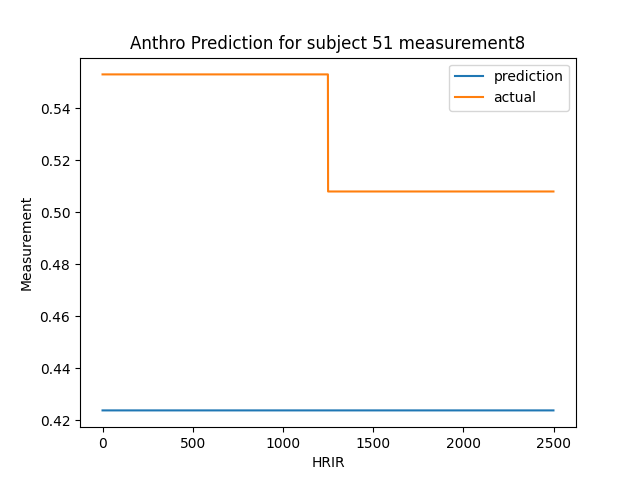 Anthro Prediction for subject 51 measurement8
prediction
actual
Measurement
0.54
0.52
0.50
0.48
0.46
0.44
0.42
0
500
1000
1500
2000
2500
HRIR